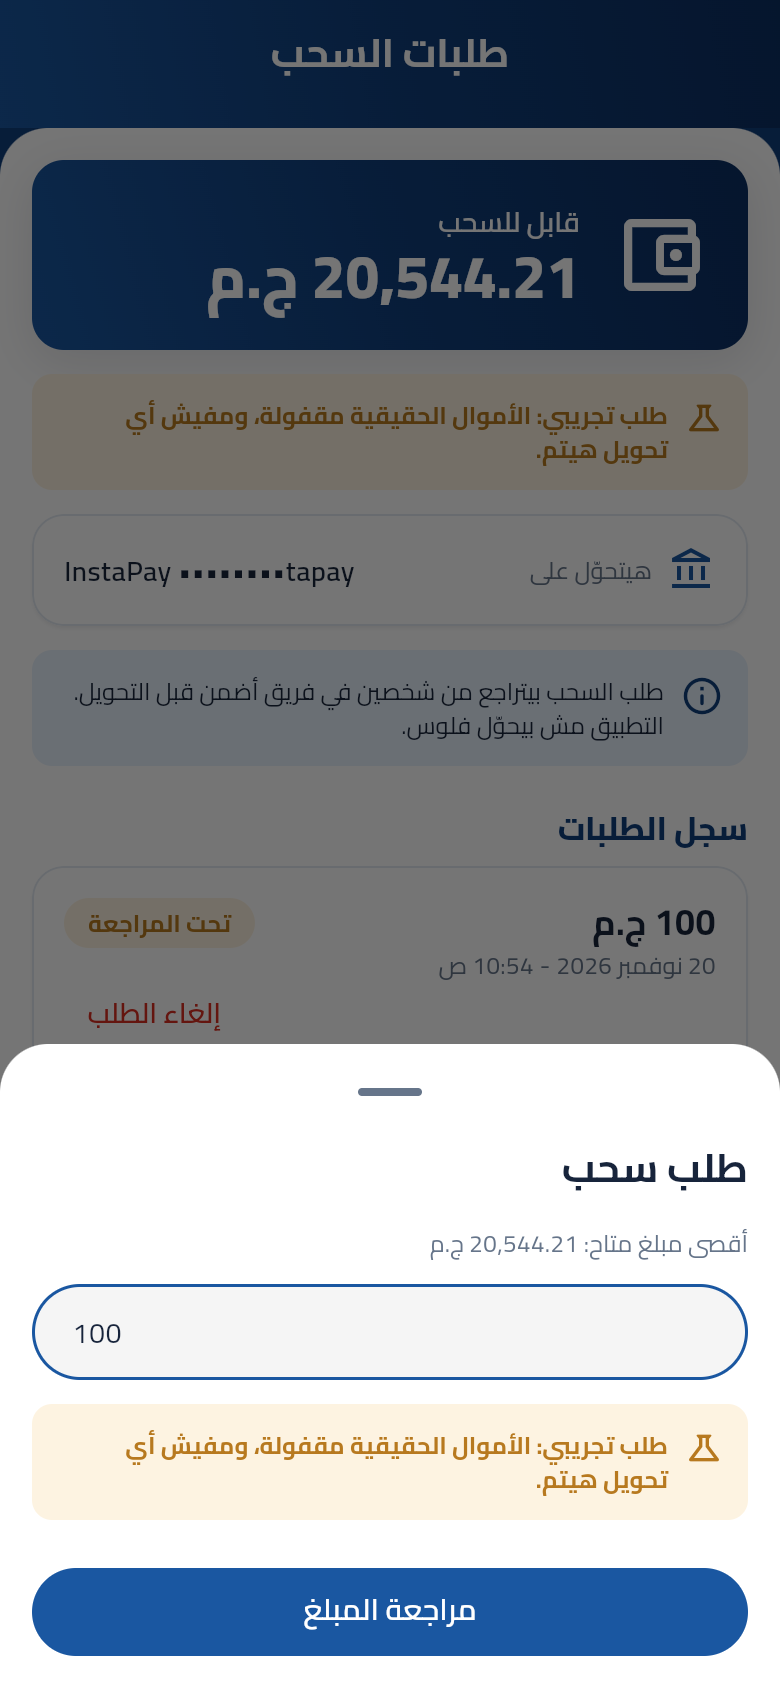 طلبات السحب
قابل للسحب
20,544.21 ج.م
طلب تجريبي: الأموال الحقيقية مقفولة، ومفيش أي
تحويل هيتم.
هيتحوّل على
InstaPay ••••••••tapay
طلب السحب بيتراجع من شخصين في فريق أضمن قبل التحويل.
التطبيق مش بيحوّل فلوس.
سجل الطلبات
100 ج.م
تحت المراجعة
20 نوفمبر 2026 - 10:54 ص
إلغاء الطلب
طلب سحب
أقصى مبلغ متاح: 20,544.21 ج.م
100
طلب تجريبي: الأموال الحقيقية مقفولة، ومفيش أي
تحويل هيتم.
مراجعة المبلغ